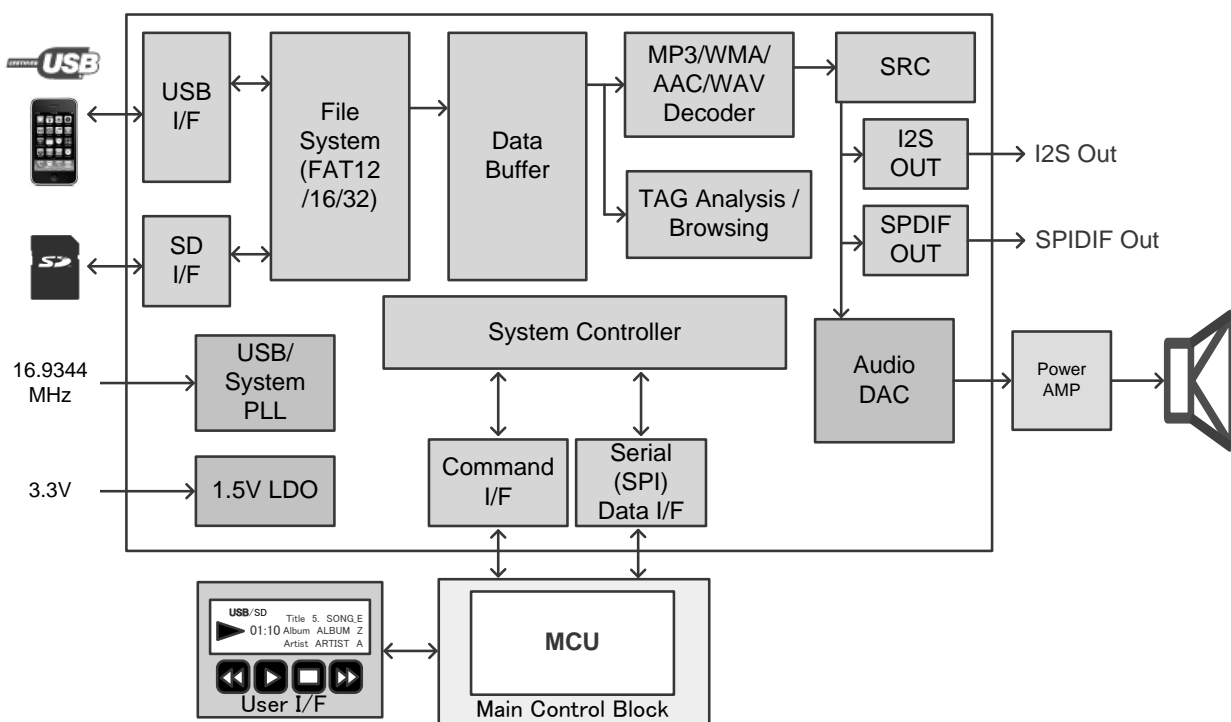 USB
USB
I/F
File
System
(FAT12
/16/32)
Data
Buffer
MP3/WMA/
AAC/WAV
Decoder
SRC
I2S
OUT
I2S Out
TAG Analysis /
Browsing
SPDIF
OUT
SPIDIF Out
SD
SD
I/F
System Controller
16.9344
MHz
USB/
System
PLL
Audio
DAC
Power
AMP
3.3V
1.5V LDO
Command
I/F
Serial
(SPI)
Data I/F
USB/SD
Title 5. SONG_E
01:10 Album ALBUM Z
Artist ARTIST A
User I/F
MCU
Main Control Block